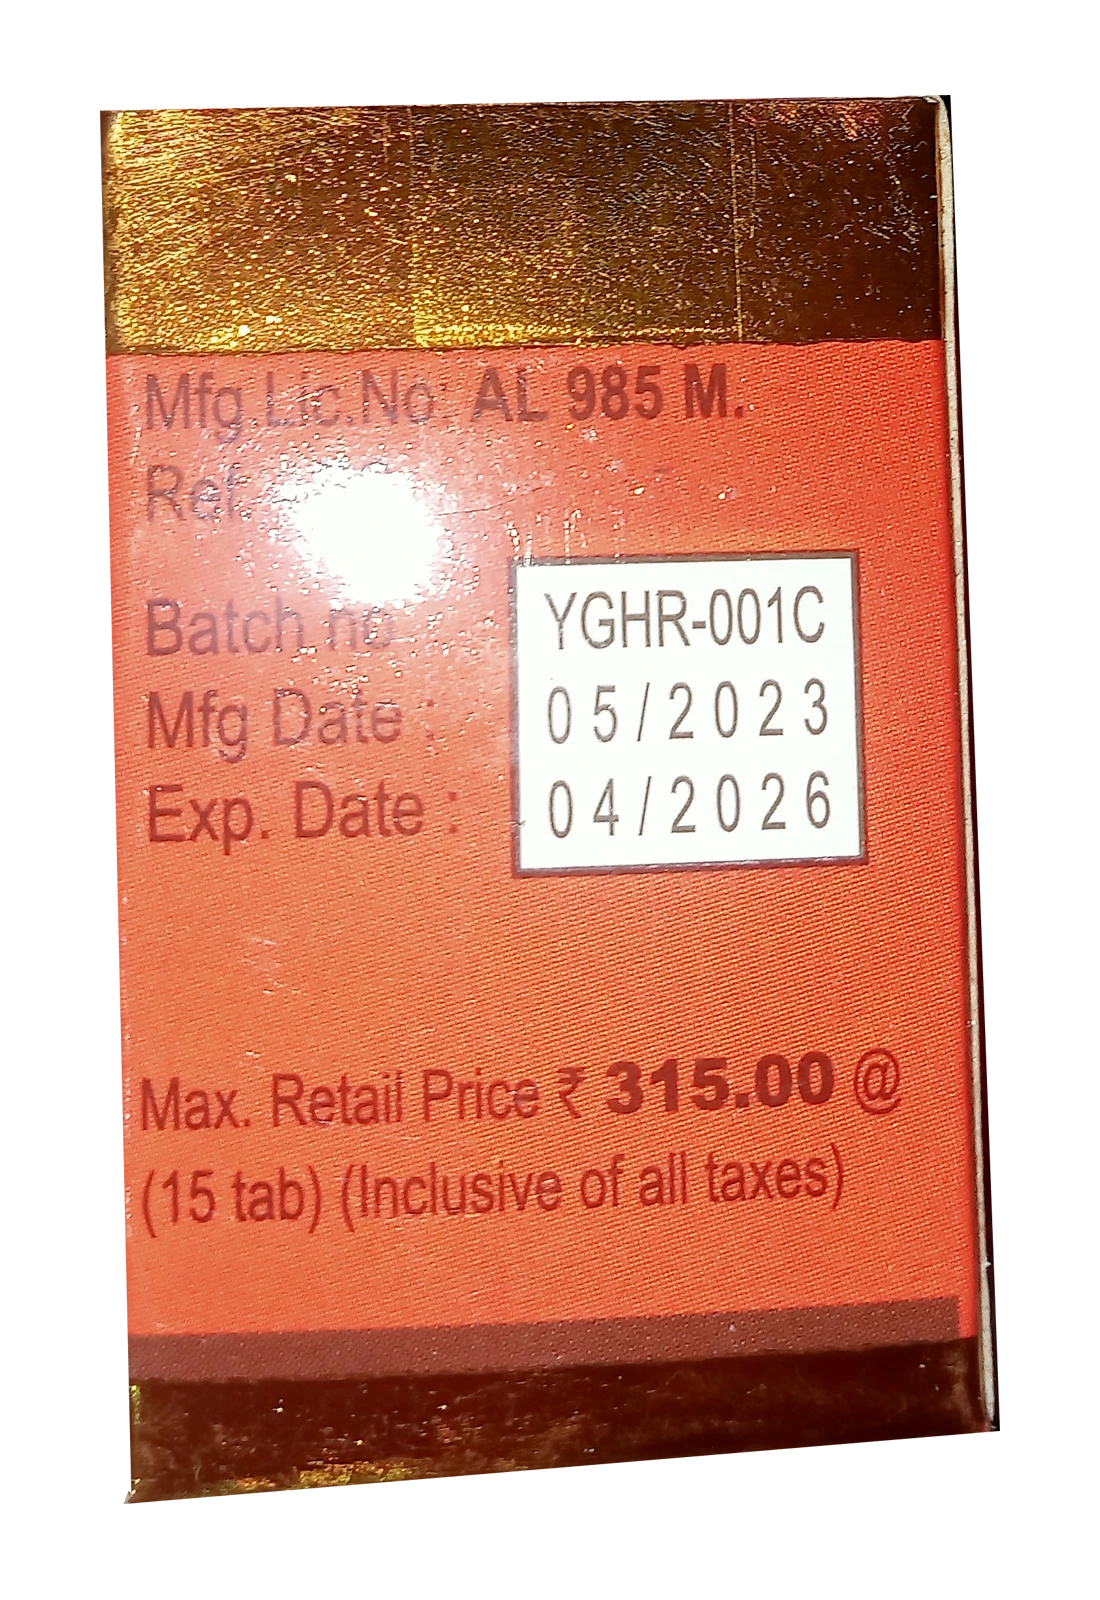 Mfg.Lic.No. AL 985 M.
Ref.
Batch no
YGHR-001C
Mfg Date :
05/2023
Exp. Date :
04/2026
Max. Retail Price ₹ 315.00 @
(15 tab) (Inclusive of all taxes)